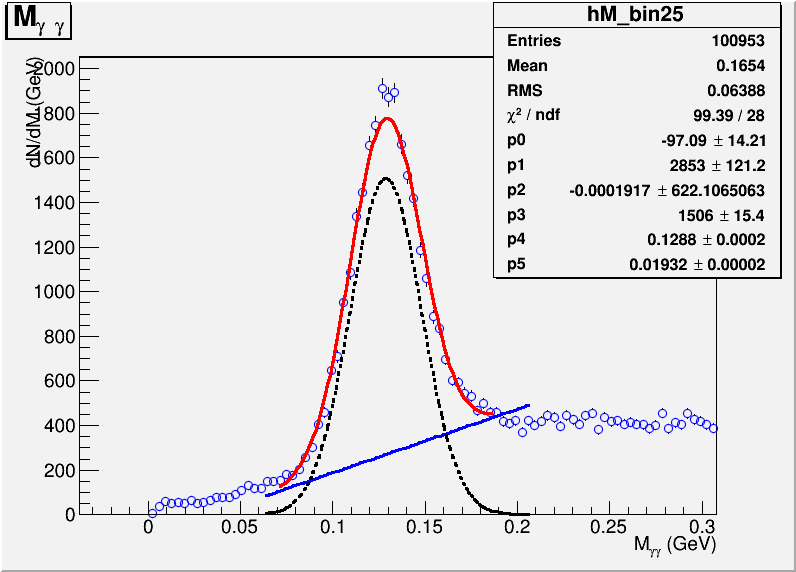 M γ γ
hM_bin25
Entries 100953
Mean 0.1654
RMS 0.06388
χ² / ndf 99.39 / 28
p0 -97.09 ± 14.21
p1 2853 ± 121.2
p2 -0.0001917 ± 622.1065063
p3 1506 ± 15.4
p4 0.1288 ± 0.0002
p5 0.01932 ± 0.00002
dN/dM (GeV)
2000
1800
1600
1400
1200
1000
800
600
400
200
0
0 0.05 0.1 0.15 0.2 0.25 0.3
Mγγ (GeV)